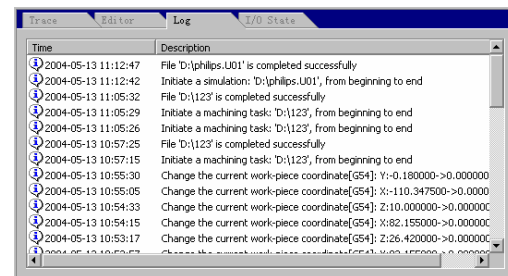 Trace Editor Log I/O State
Time Description
2004-05-13 11:12:47 File 'D:\philips.U01' is completed successfully
2004-05-13 11:12:42 Initiate a simulation: 'D:\philips.U01', from beginning to end
2004-05-13 11:05:32 File 'D:\123' is completed successfully
2004-05-13 11:05:29 Initiate a machining task: 'D:\123', from beginning to end
2004-05-13 11:05:26 Initiate a machining task: 'D:\123', from beginning to end
2004-05-13 10:57:25 File 'D:\123' is completed successfully
2004-05-13 10:57:15 Initiate a machining task: 'D:\123', from beginning to end
2004-05-13 10:55:30 Change the current work-piece coordinate[G54]: Y:-0.180000->0.000000
2004-05-13 10:55:05 Change the current work-piece coordinate[G54]: X:-110.347500->0.0000
2004-05-13 10:54:33 Change the current work-piece coordinate[G54]: Z:10.000000->0.000000
2004-05-13 10:54:15 Change the current work-piece coordinate[G54]: X:82.155000->0.000000
2004-05-13 10:53:17 Change the current work-piece coordinate[G54]: Z:26.420000->0.000000